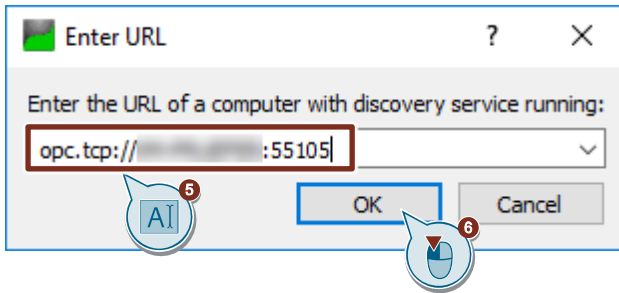 Enter URL
?
Enter the URL of a computer with discovery service running:
opc.tcp:// :55105
5
A
OK
Cancel
6